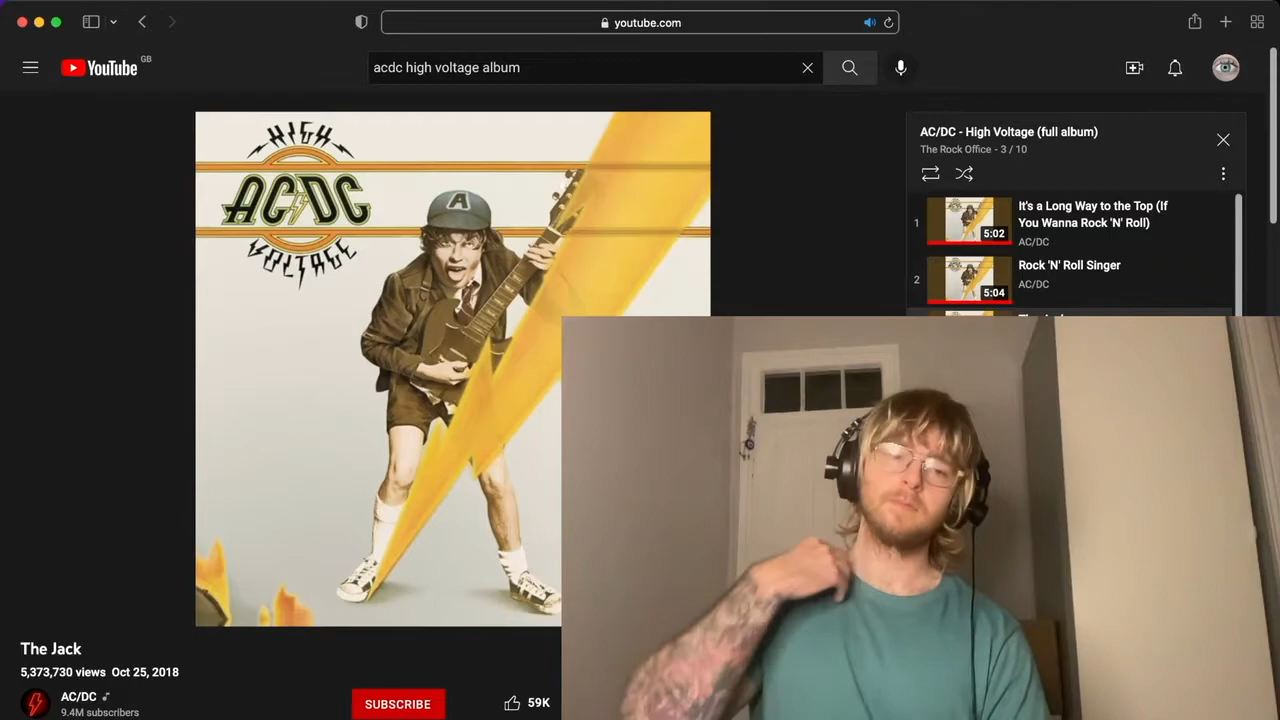 youtube.com
YouTube GB
acdc high voltage album
HIGH
AC/DC
VOLTAGE
A
AC/DC - High Voltage (full album)
The Rock Office - 3 / 10
1
5:02
It's a Long Way to the Top (If
You Wanna Rock 'N' Roll)
AC/DC
2
5:04
Rock 'N' Roll Singer
AC/DC
The Jack
5,373,730 views Oct 25, 2018
AC/DC
9.4M subscribers
SUBSCRIBE
59K